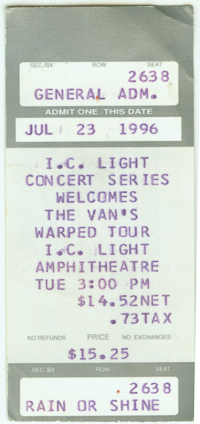 SEC./BX ROW SEAT
2638
GENERAL ADM.
ADMIT ONE THIS DATE
JUL 23 1996
I.C. LIGHT
CONCERT SERIES
WELCOMES
THE VAN'S
WARPED TOUR
I.C. LIGHT
AMPHITHEATRE
TUE 3:00 PM
$14.52NET
.73TAX
NO REFUNDS PRICE NO EXCHANGES
$15.25
SEC./BX ROW SEAT
2638
RAIN OR SHINE